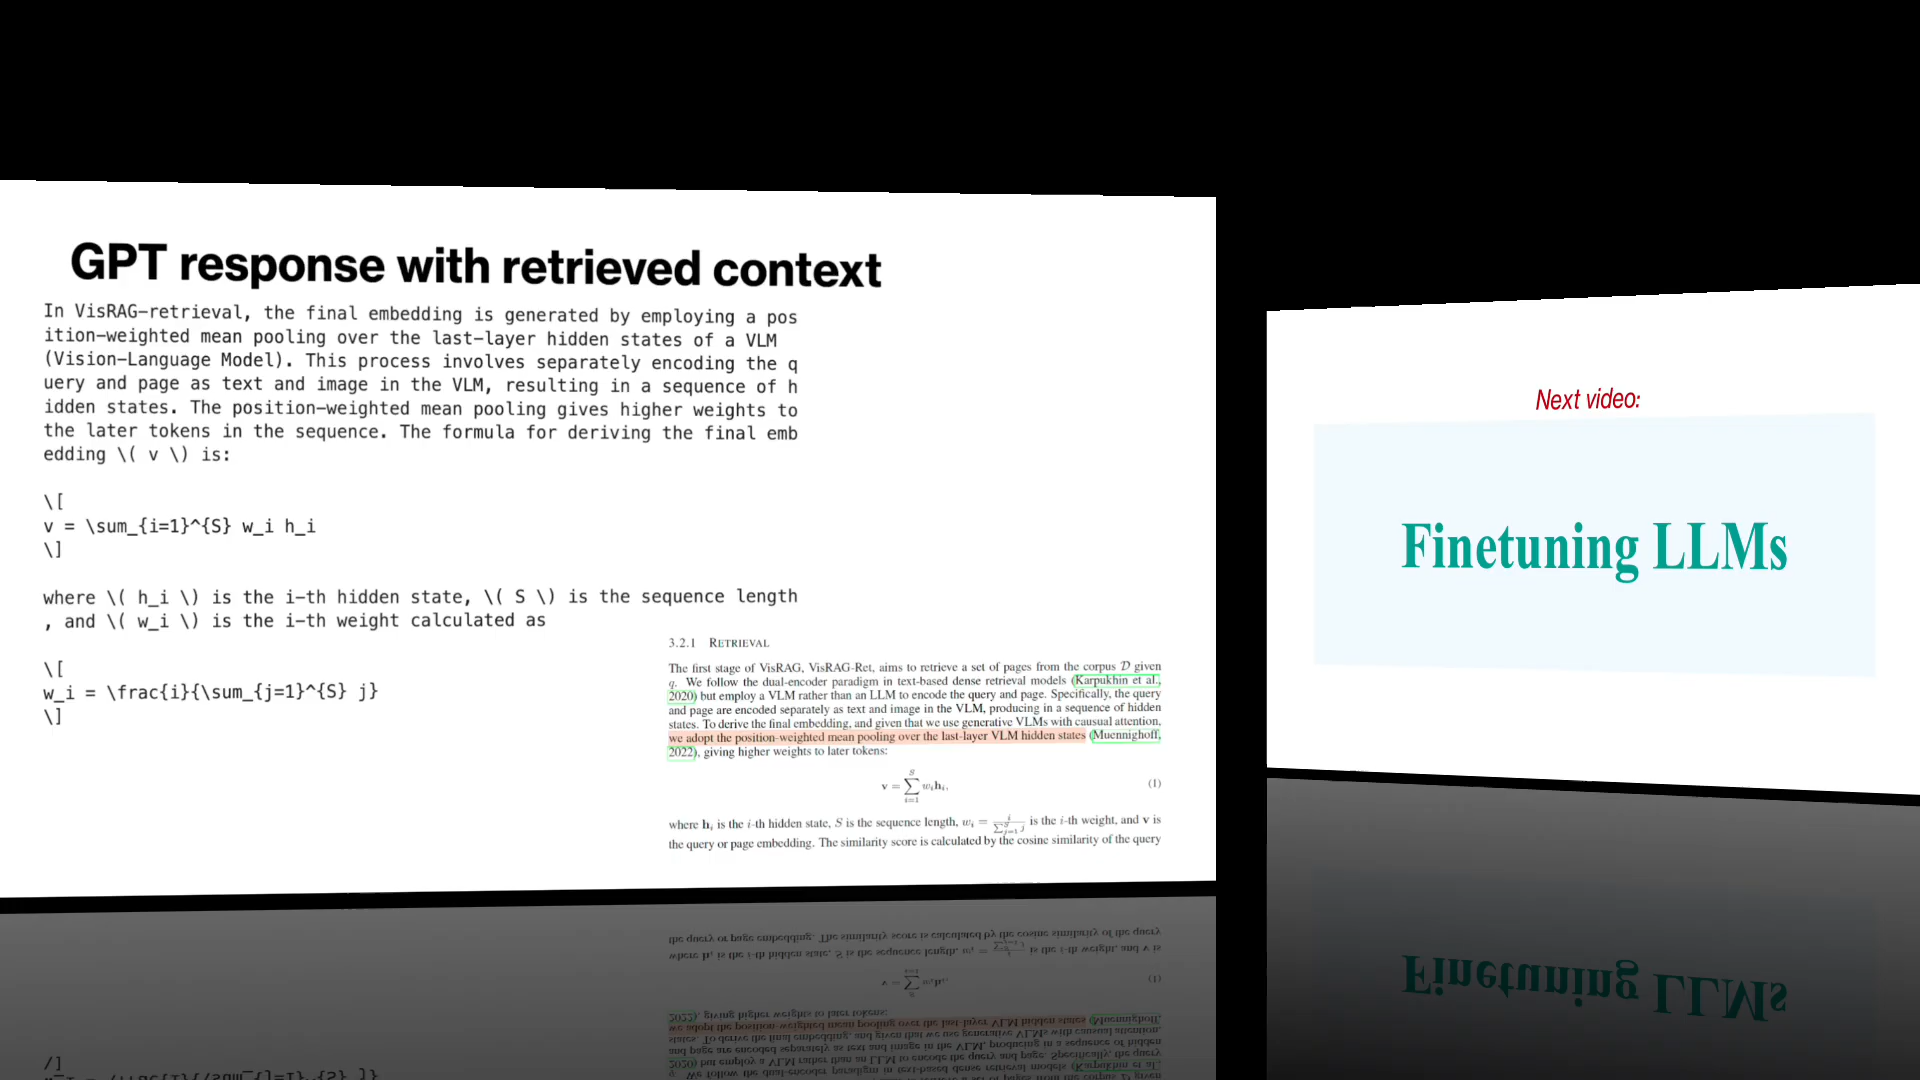 GPT response with retrieved context
In VisRAG-retrieval, the final embedding is generated by employing a pos
ition-weighted mean pooling over the last-layer hidden states of a VLM
(Vision-Language Model). This process involves separately encoding the q
uery and page as text and image in the VLM, resulting in a sequence of h
idden states. The position-weighted mean pooling gives higher weights to
the later tokens in the sequence. The formula for deriving the final emb
edding \( v \) is:
\[
v = \sum_{i=1}^{S} w_i h_i
\]
where \( h_i \) is the i-th hidden state, \( S \) is the sequence length
, and \( w_i \) is the i-th weight calculated as
\[
w_i = \frac{i}{\sum_{j=1}^{S} j}
\]
3.2.1 RETRIEVAL
The first stage of VisRAG, VisRAG-Ret, aims to retrieve a set of pages from the corpus D given
q. We follow the dual-encoder paradigm in text-based dense retrieval models (Karpukhin et al.,
2020) but employ a VLM rather than an LLM to encode the query and page. Specifically, the query
and page are encoded separately as text and image in the VLM, producing in a sequence of hidden
states. To derive the final embedding, and given that we use generative VLMs with causual attention,
we adopt the position-weighted mean pooling over the last-layer VLM hidden states (Muennighoff,
2022), giving higher weights to later tokens:
v = ∑_{i=1}^{S} w_i h_i, (1)
where h_i is the i-th hidden state, S is the sequence length, w_i = i / ∑_{j=1}^{S} j is the i-th weight, and v is
the query or page embedding. The similarity score is calculated by the cosine similarity of the query
Next video:
Finetuning LLMs